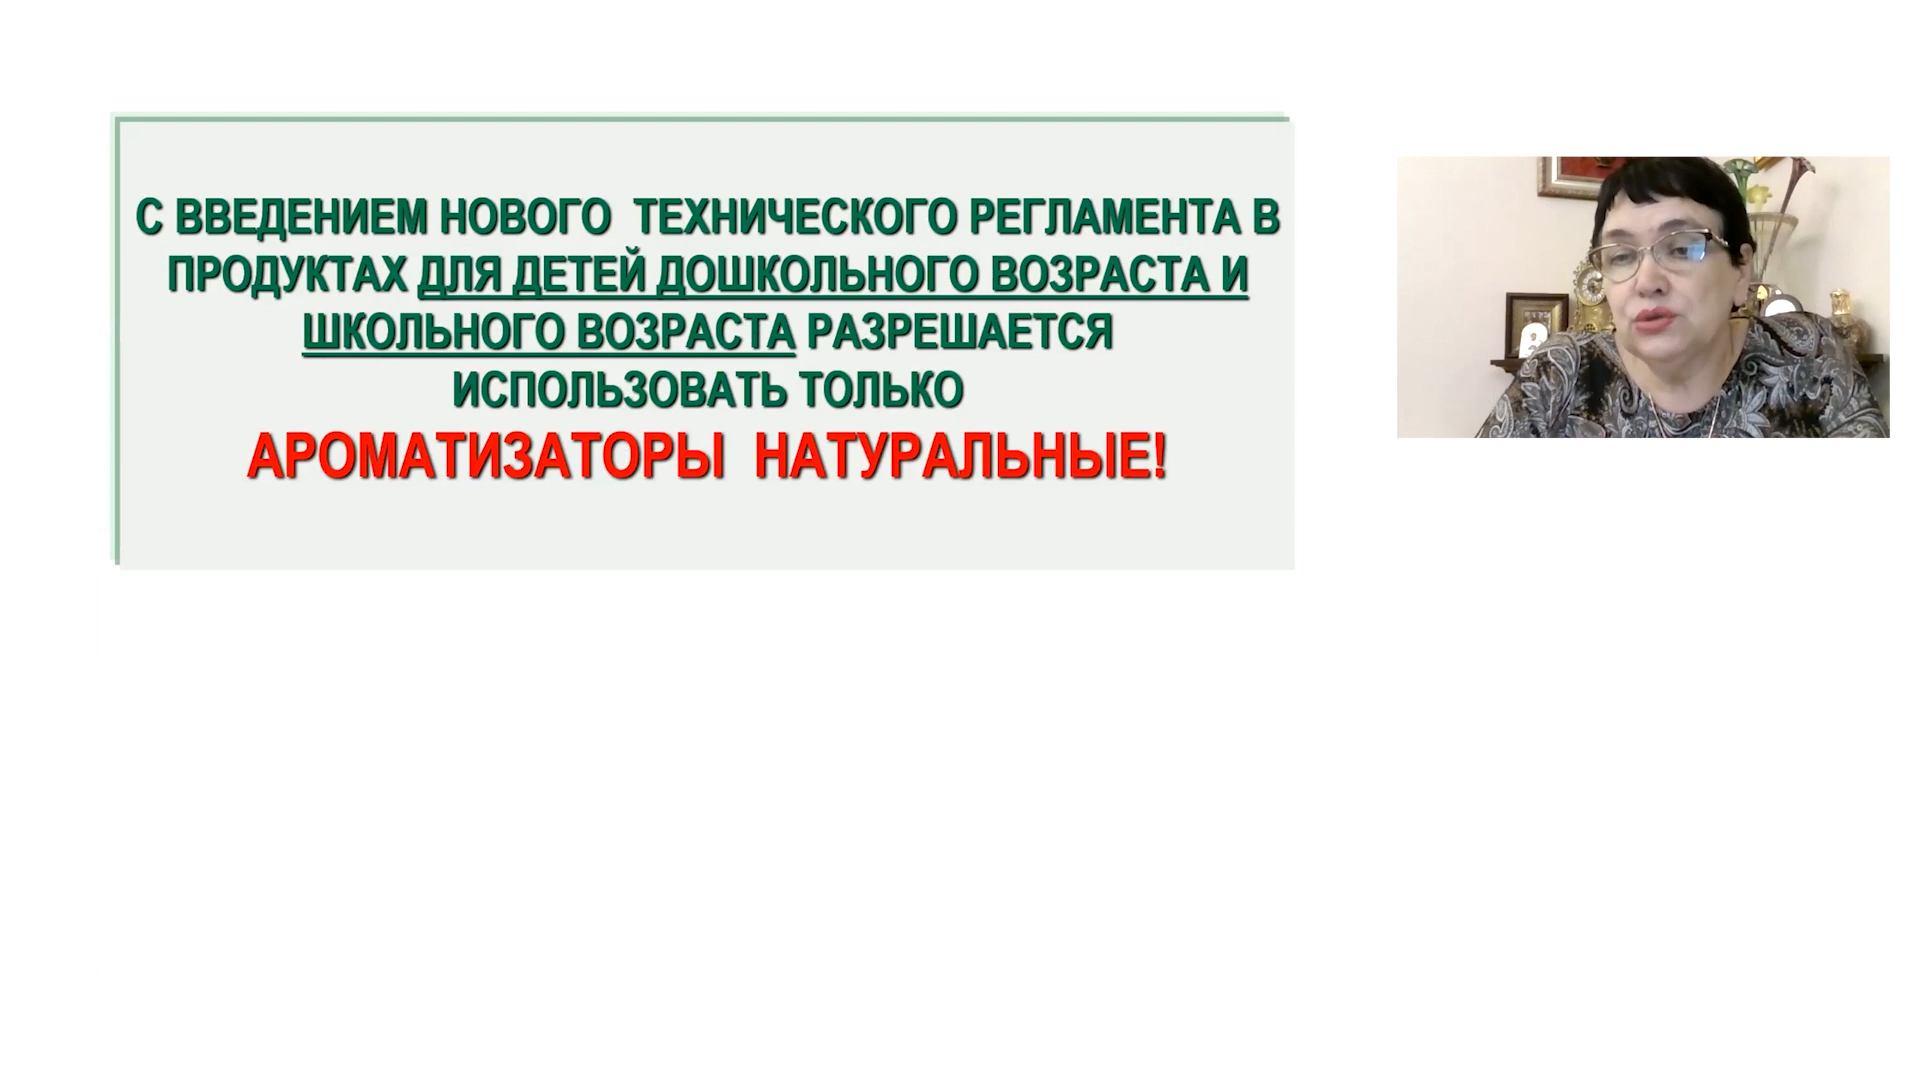 С ВВЕДЕНИЕМ НОВОГО ТЕХНИЧЕСКОГО РЕГЛАМЕНТА В
ПРОДУКТАХ ДЛЯ ДЕТЕЙ ДОШКОЛЬНОГО ВОЗРАСТА И
ШКОЛЬНОГО ВОЗРАСТА РАЗРЕШАЕТСЯ
ИСПОЛЬЗОВАТЬ ТОЛЬКО
АРОМАТИЗАТОРЫ НАТУРАЛЬНЫЕ!